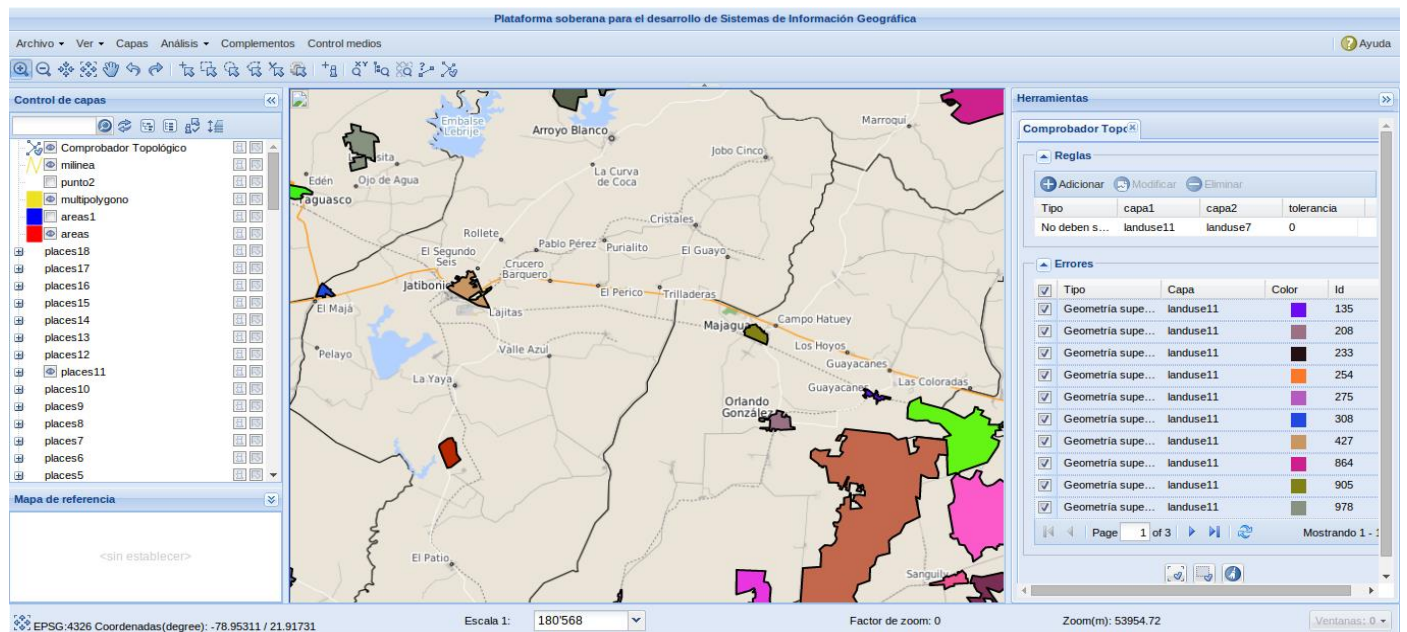 Plataforma soberana para el desarrollo de Sistemas de Información Geográfica
Archivo Ver Capas Análisis Complementos Control medios Ayuda
Control de capas
Comprobador Topológico
milinea
punto2
multipolygono
areas1
areas
places18
places17
places16
places15
places14
places13
places12
places11
places10
places9
places8
places7
places6
places5
Mapa de referencia
<sin establecer>
Embalse
Lebrije
Arroyo Blanco
Marroquí
Jobo Cinco
La Curva
de Coca
Edén
Ojo de Agua
Taguasco
Cristales
Rollete
Pablo Pérez
Purialito
El Guayo
El Segundo
Seis
Crucero
Barquero
El Perico
Trilladeras
El Majá
Lajitas
Majagua
Campo Hatuey
Pelayo
Valle Azul
Los Hoyos
Guayacanes
La Yaya
Guayacanes
Las Coloradas
Orlando
González
El Patio
Sanguily
Herramientas
Comprobador Topo
Reglas
Adicionar Modificar Eliminar
Tipo capa1 capa2 tolerancia
No deben s... landuse11 landuse7 0
Errores
Tipo Capa Color Id
Geometría supe... landuse11 135
Geometría supe... landuse11 208
Geometría supe... landuse11 233
Geometría supe... landuse11 254
Geometría supe... landuse11 275
Geometría supe... landuse11 308
Geometría supe... landuse11 427
Geometría supe... landuse11 864
Geometría supe... landuse11 905
Geometría supe... landuse11 978
Page 1 of 3 Mostrando 1 -
EPSG:4326 Coordenadas(degree): -78.95311 / 21.91731
Escala 1: 180'568
Factor de zoom: 0
Zoom(m): 53954.72
Ventanas: 0